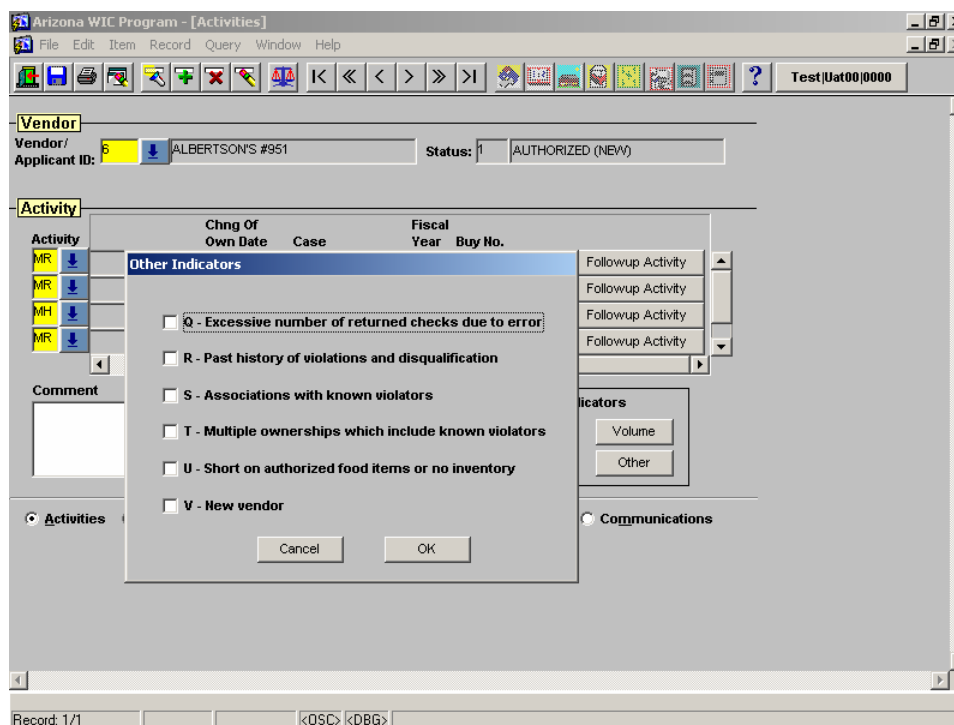 Arizona WIC Program - [Activities]
File Edit Item Record Query Window Help
Test|Uat00|0000
Vendor
Vendor/
Applicant ID: 6 ALBERTSON'S #951 Status: 1 AUTHORIZED (NEW)
Activity
Chng Of Fiscal
Activity Own Date Case Year Buy No.
MR Followup Activity
MR Followup Activity
MH Followup Activity
MR Followup Activity
Other Indicators
Q - Excessive number of returned checks due to error
R - Past history of violations and disqualification
S - Associations with known violators
T - Multiple ownerships which include known violators
U - Short on authorized food items or no inventory
V - New vendor
Cancel OK
Comment dicators
Volume
Other
Activities Communications
Record: 1/1 <OSC> <DBG>